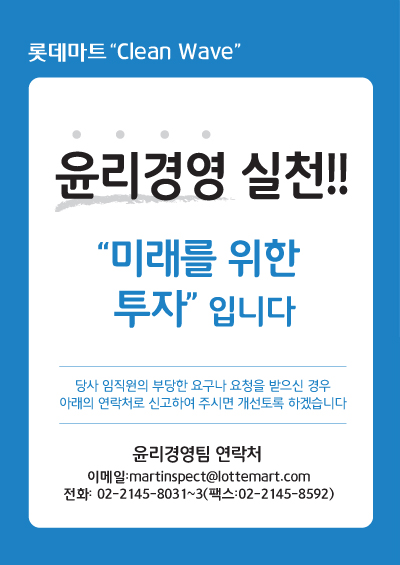 롯데마트 “Clean Wave”
윤리경영 실천!!
“미래를 위한
투자” 입니다
당사 임직원의 부당한 요구나 요청을 받으신 경우
아래의 연락처로 신고하여 주시면 개선토록 하겠습니다
윤리경영팀 연락처
이메일:martinspect@lottemart.com
전화: 02-2145-8031~3(팩스:02-2145-8592)